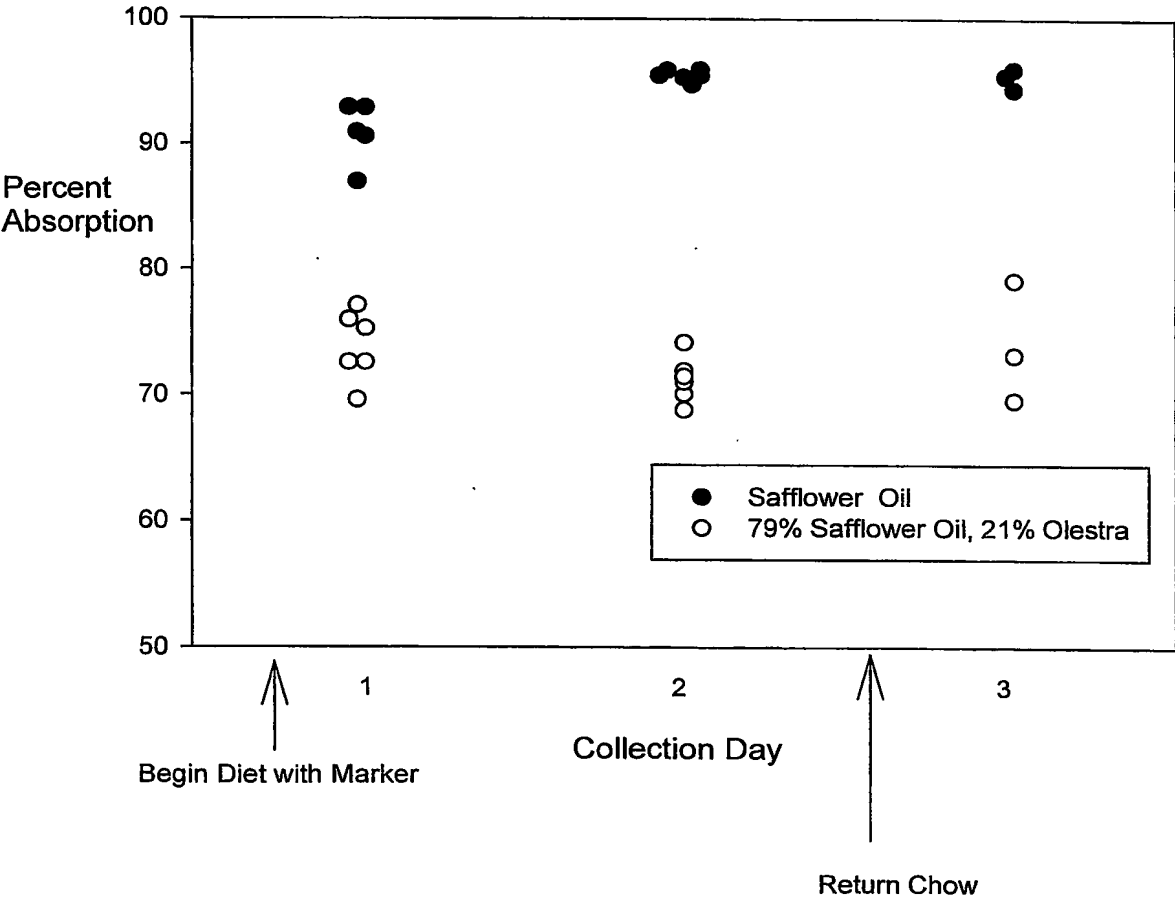 100
90
Percent
Absorption
80
70
60
50
Safflower Oil
79% Safflower Oil, 21% Olestra
1
2
3
Collection Day
Begin Diet with Marker
Return Chow